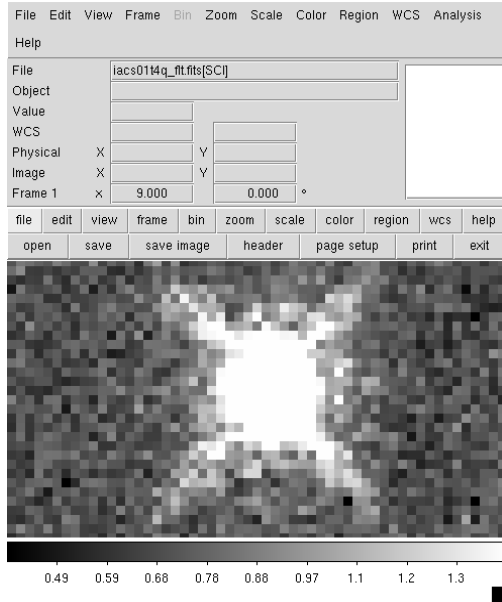 File Edit View Frame Bin Zoom Scale Color Region WCS Analysis
Help
File iacs01t4q_flt.fits[SCI]
Object
Value
WCS
Physical X Y
Image X Y
Frame 1 x 9.000 0.000 °
file edit view frame bin zoom scale color region wcs help
open save save image header page setup print exit
0.49 0.59 0.68 0.78 0.88 0.97 1.1 1.2 1.3